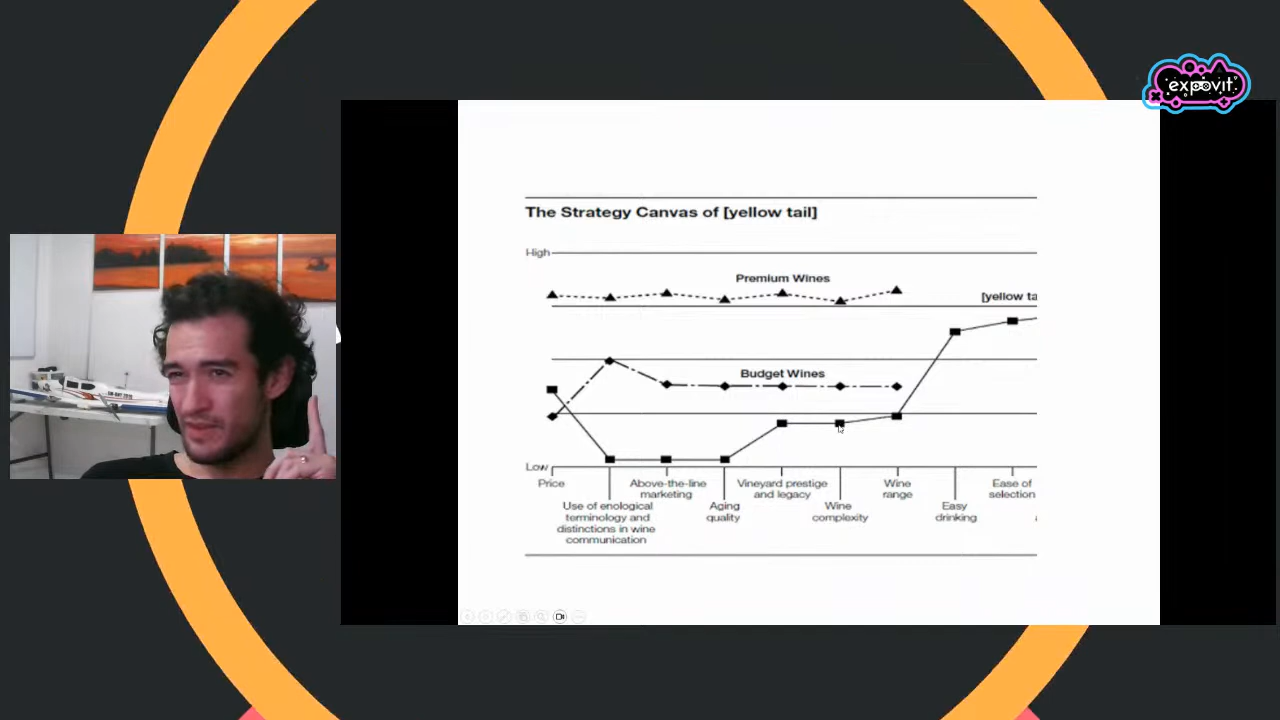 expovit
The Strategy Canvas of [yellow tail]
High
Premium Wines
[yellow ta
Budget Wines
Low
Price
Use of enological
terminology and
distinctions in wine
communication
Above-the-line
marketing
Aging
quality
Vineyard prestige
and legacy
Wine
complexity
Wine
range
Easy
drinking
Ease of
selection